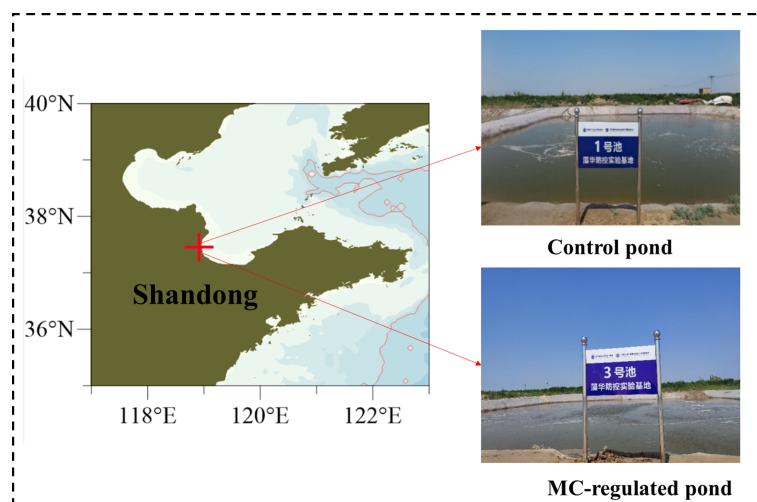 40°N
38°N
36°N
118°E
120°E
122°E
Shandong
1号池
藻华防控实验基地
Control pond
3号池
藻华防控实验基地
MC-regulated pond